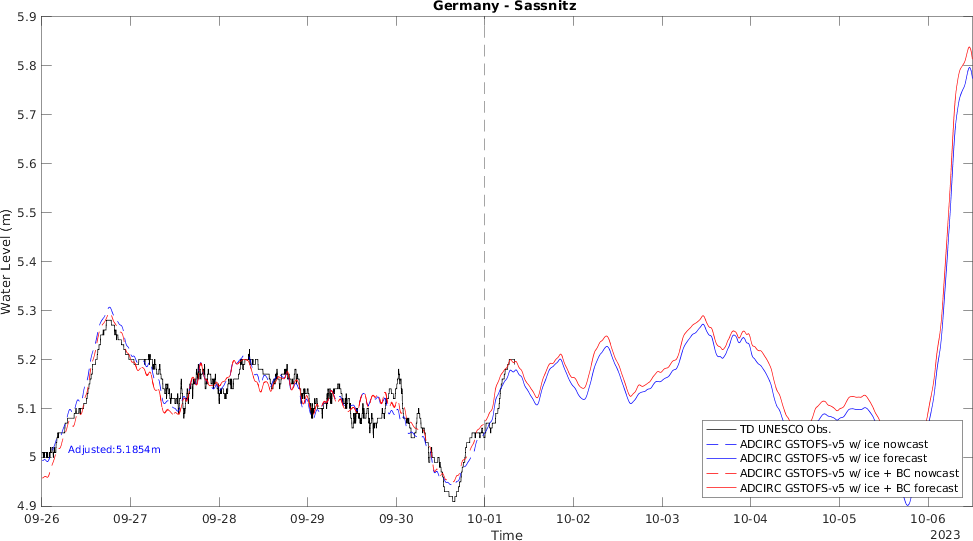 Germany - Sassnitz
5.9
5.8
5.7
5.6
5.5
5.4
5.3
5.2
5.1
5
4.9
Water Level (m)
Adjusted:5.1854m
TD UNESCO Obs.
ADCIRC GSTOFS-v5 w/ ice nowcast
ADCIRC GSTOFS-v5 w/ ice forecast
ADCIRC GSTOFS-v5 w/ ice + BC nowcast
ADCIRC GSTOFS-v5 w/ ice + BC forecast
09-26 09-27 09-28 09-29 09-30 10-01 10-02 10-03 10-04 10-05 10-06
2023
Time